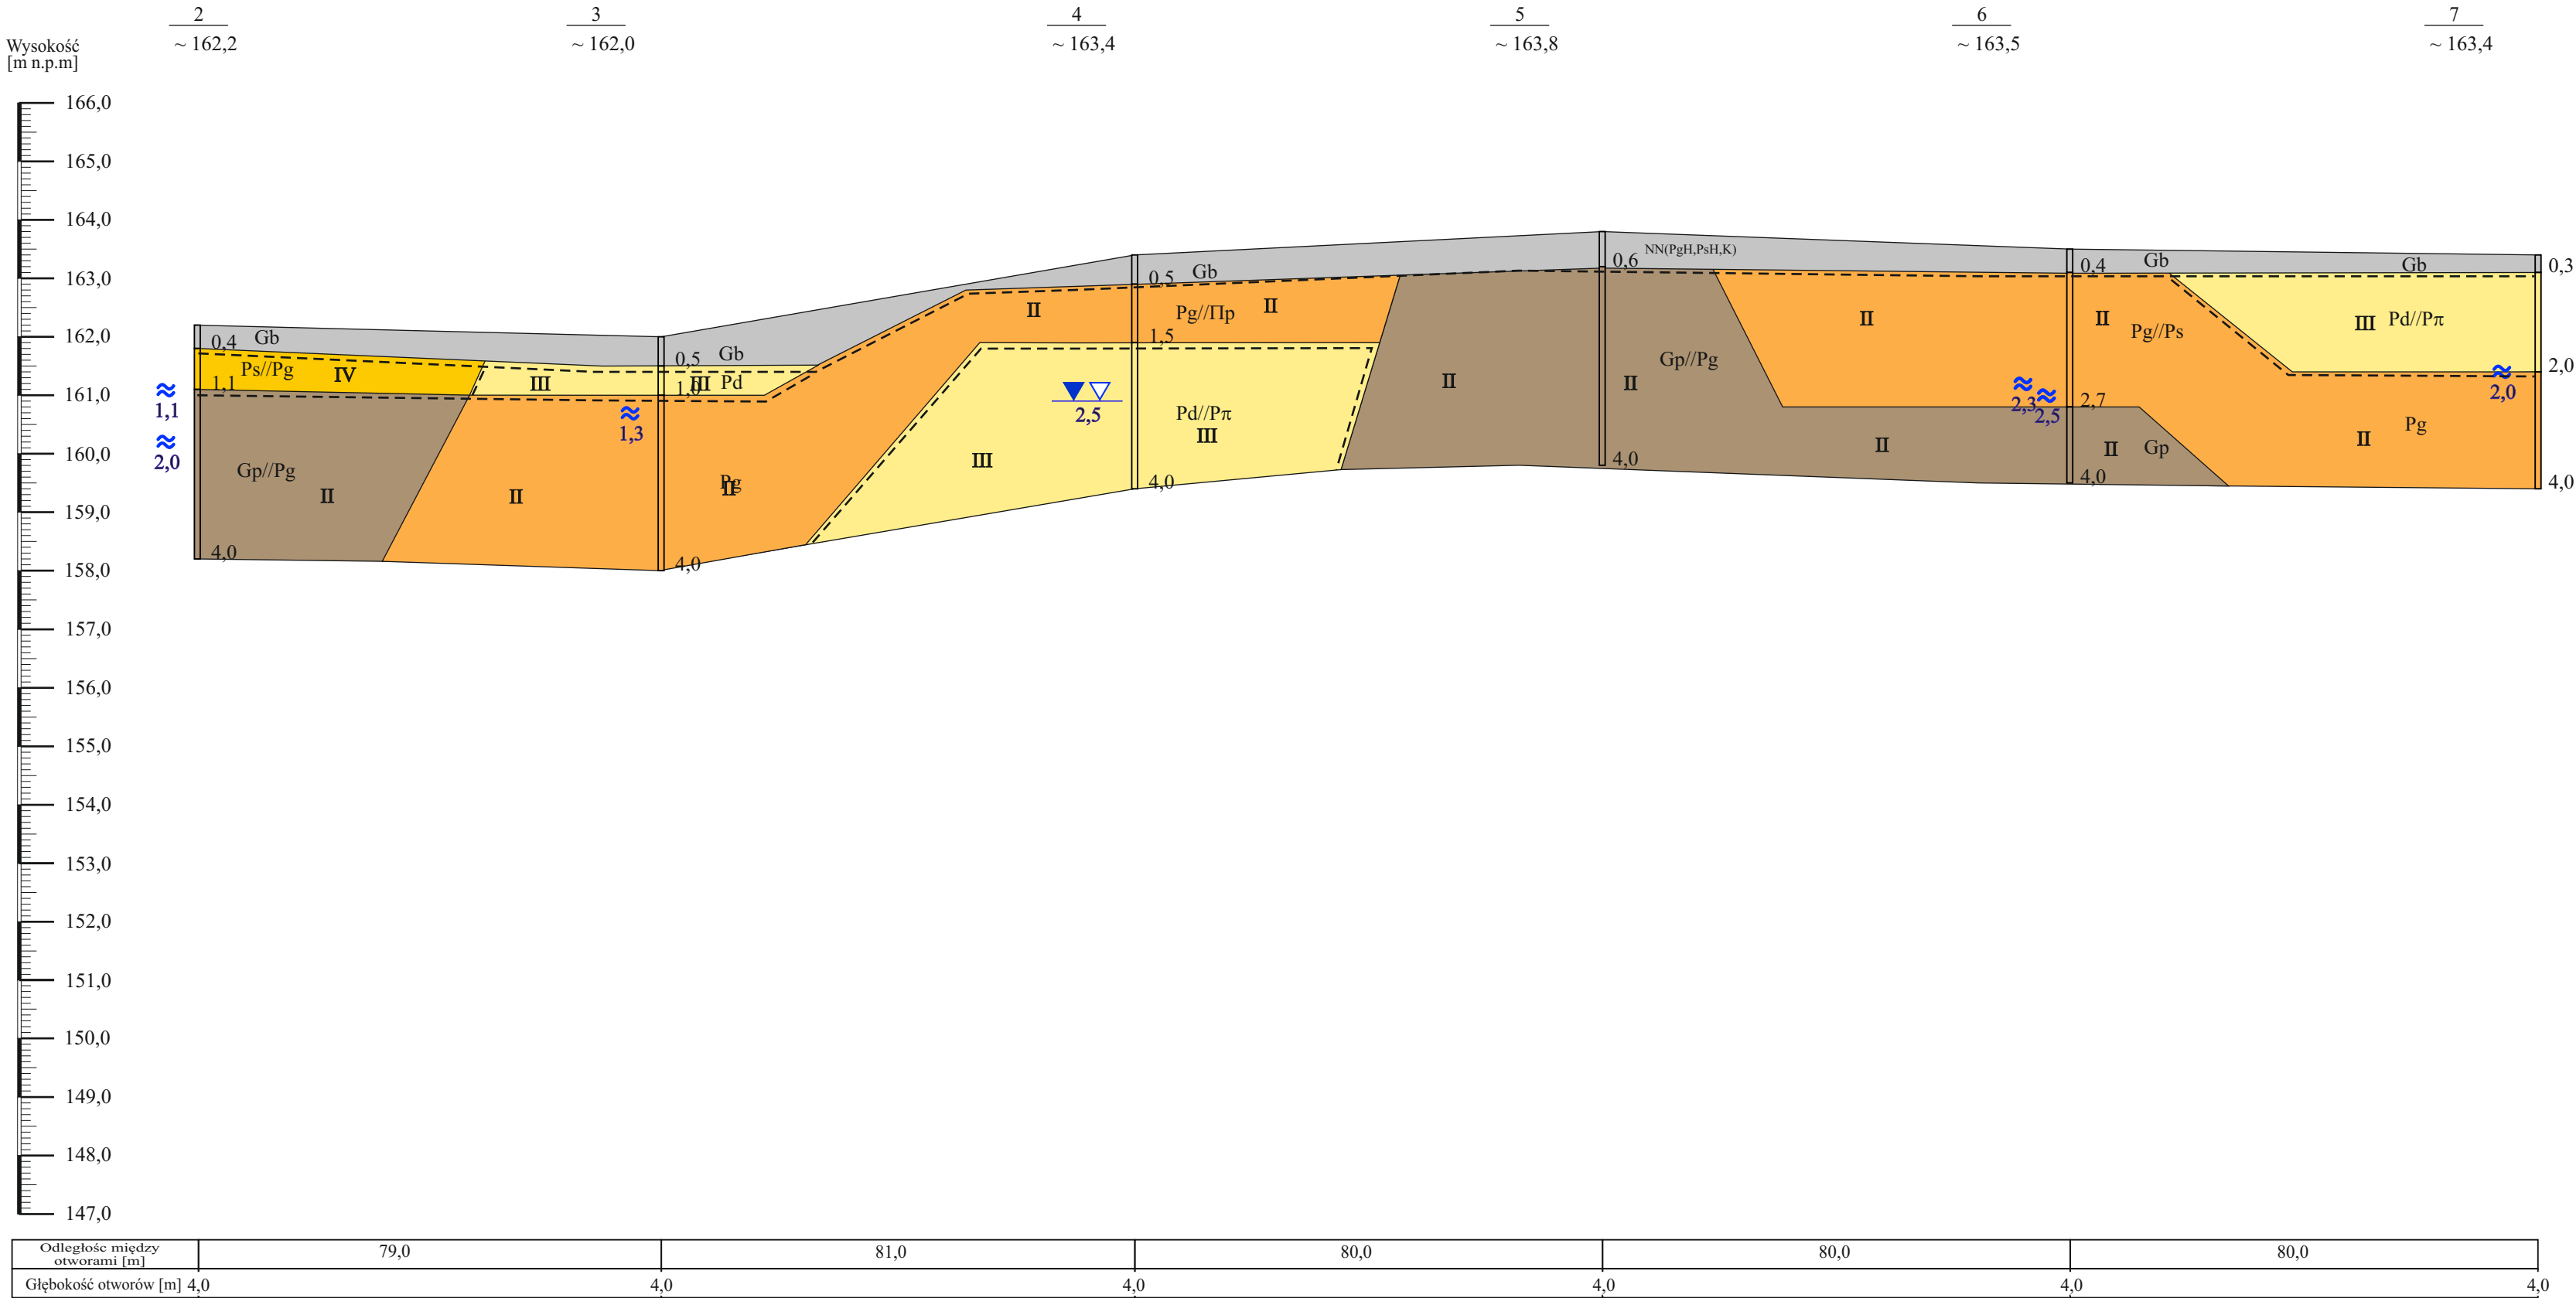 2 3 4 5 6 7
~ 162,2 ~ 162,0 ~ 163,4 ~ 163,8 ~ 163,5 ~ 163,4
Wysokość
[m n.p.m]
166,0
165,0
164,0
163,0
162,0
161,0
160,0
159,0
158,0
157,0
156,0
155,0
154,0
153,0
152,0
151,0
150,0
149,0
148,0
147,0
0,4 Gb
Ps//Pg IV
1,1
1,1
2,0
Gp//Pg
II
4,0
II
III
0,5 Gb
1,0 III Pd
1,3
Pg
II
4,0
II
III
0,5 Gb
Pg//Πp II
1,5
2,5
Pd//Pπ
III
4,0
II
0,6 NN(PgH,PsH,K)
Gp//Pg
II
4,0
II
II
0,4 Gb
II Pg//Ps
2,3
2,5
2,7
II Gp
4,0
Gb 0,3
III Pd//Pπ
2,0
2,0
Pg
II
4,0
Odległośc między
otworami [m]
79,0 81,0 80,0 80,0 80,0
Głębokość otworów [m] 4,0 4,0 4,0 4,0 4,0 4,0